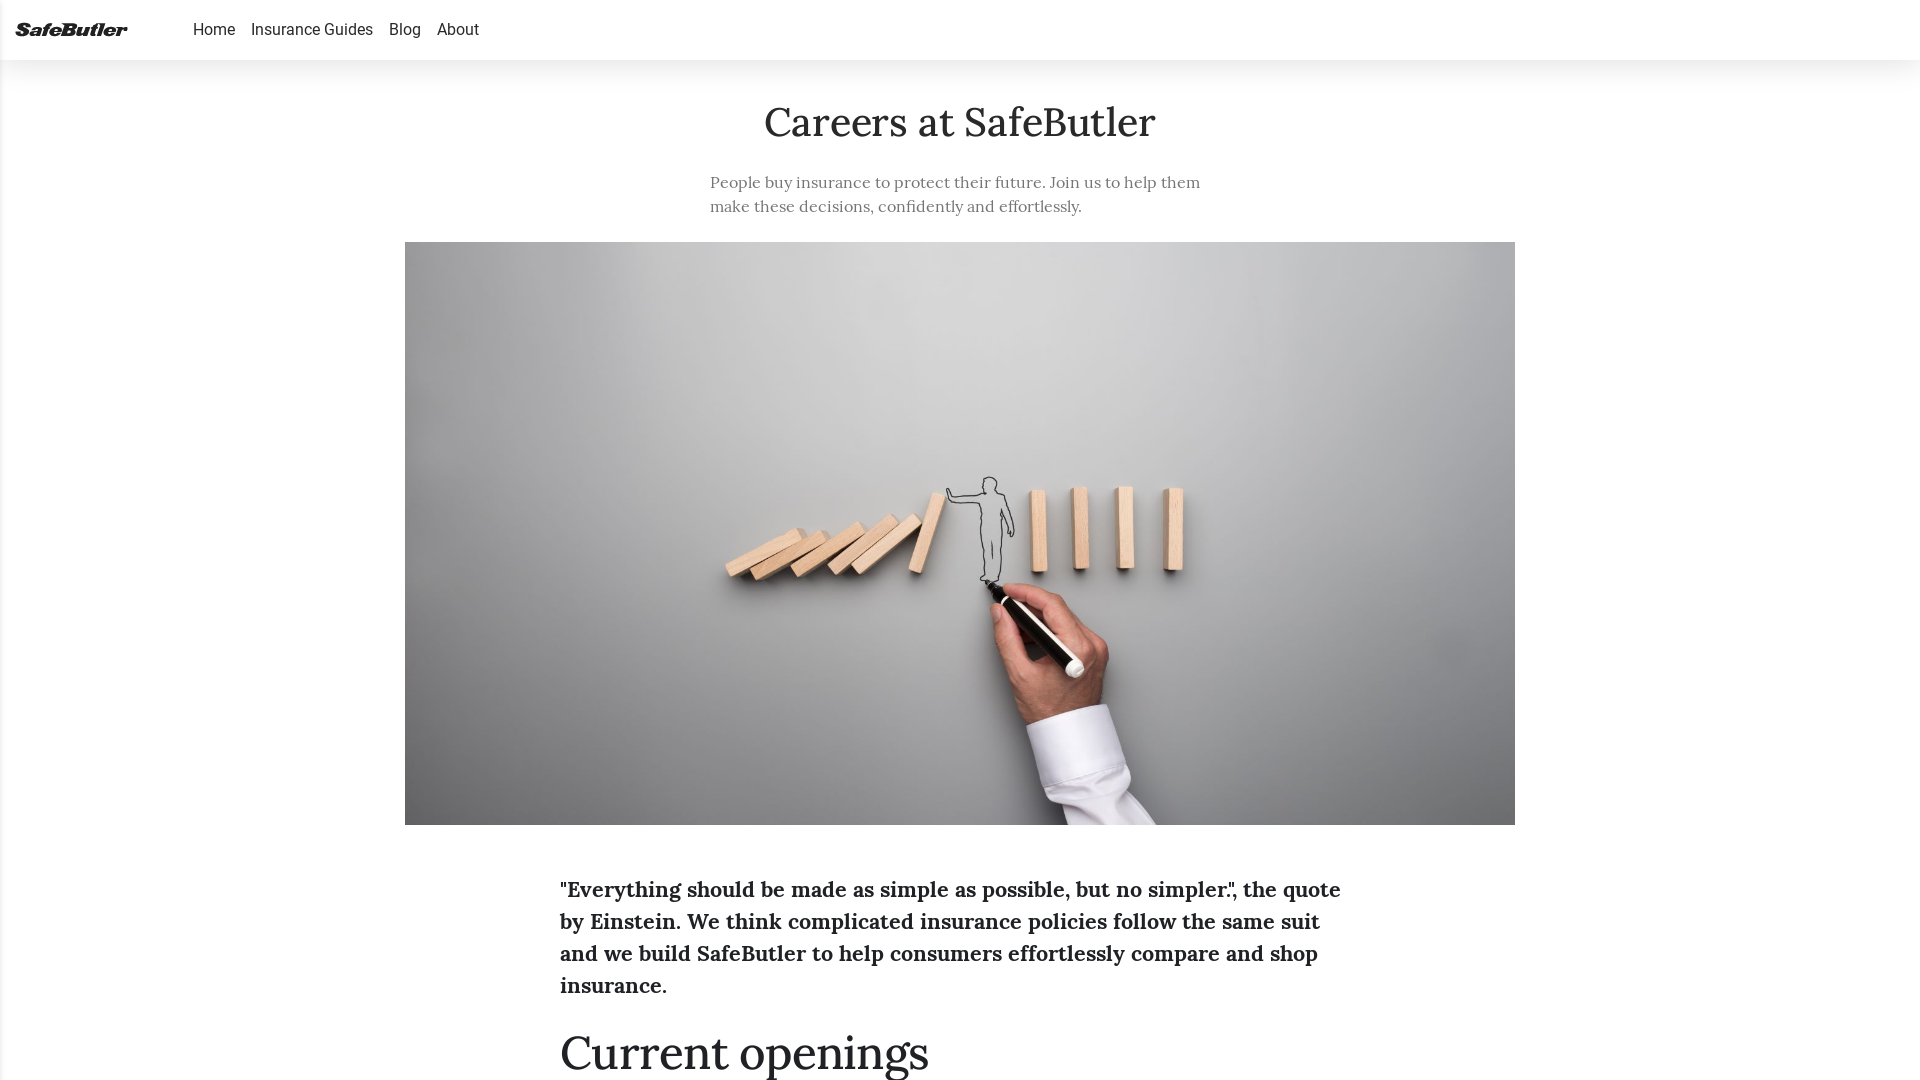 SafeButler
Home Insurance Guides Blog About
Careers at SafeButler
People buy insurance to protect their future. Join us to help them
make these decisions, confidently and effortlessly.
"Everything should be made as simple as possible, but no simpler.", the quote
by Einstein. We think complicated insurance policies follow the same suit
and we build SafeButler to help consumers effortlessly compare and shop
insurance.
Current openings